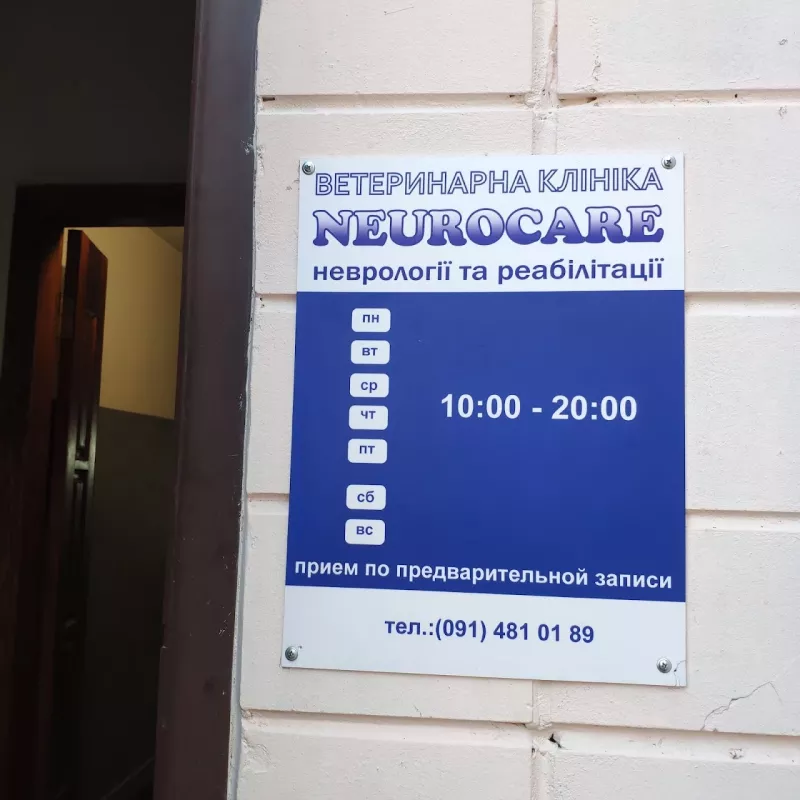 ВЕТЕРИНАРНА КЛІНІКА
NEUROCARE
неврології та реабілітації
пн
вт
ср
чт
10:00 - 20:00
пт
сб
вс
прием по предварительной записи
тел.:(091) 481 01 89